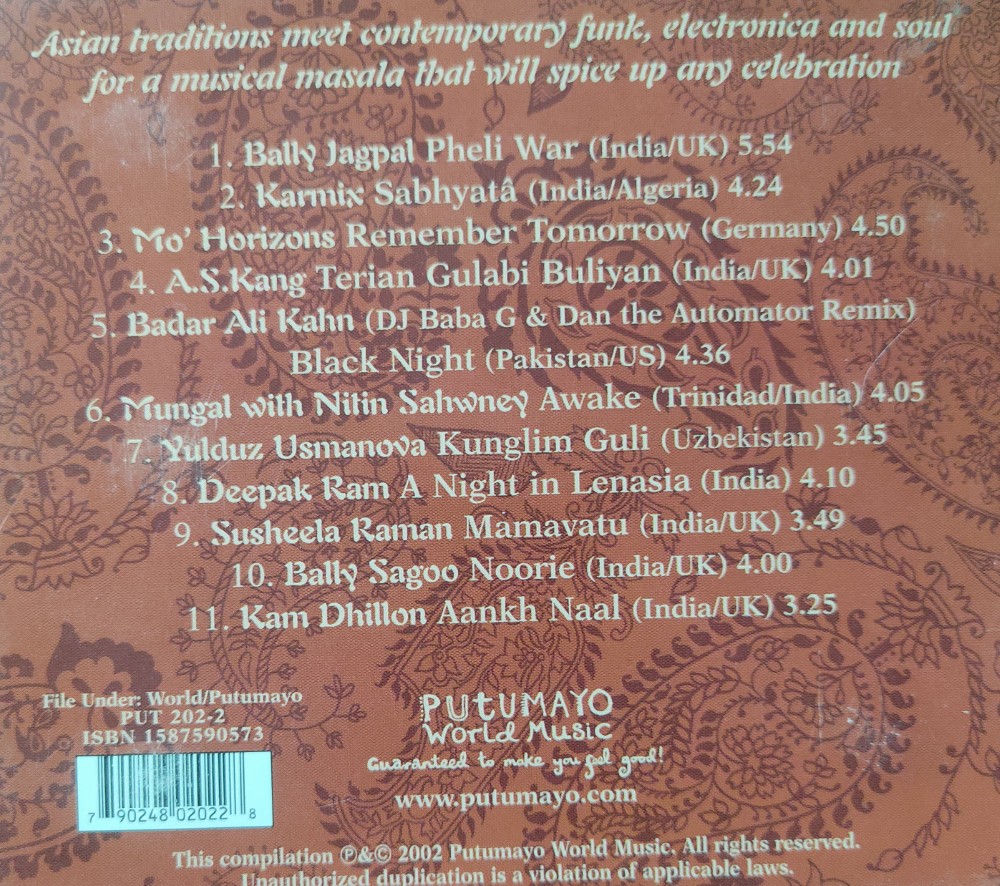 Asian traditions meet contemporary funk, electronica and soul
for a musical masala that will spice up any celebration
1. Bally Jagpal Pheli War (India/UK) 5.54
2. Karmix Sabhyatâ (India/Algeria) 4.24
3. Mo' Horizons Remember Tomorrow (Germany) 4.50
4. A.S.Kang Terian Gulabi Buliyan (India/UK) 4.01
5. Badar Ali Kahn (DJ Baba G & Dan the Automator Remix)
Black Night (Pakistan/US) 4.36
6. Mungal with Nitin Sahwney Awake (Trinidad/India) 4.05
7. Yulduz Usmanova Kunglim Guli (Uzbekistan) 3.45
8. Deepak Ram A Night in Lenasia (India) 4.10
9. Susheela Raman Mamavatu (India/UK) 3.49
10. Bally Sagoo Noorie (India/UK) 4.00
11. Kam Dhillon Aankh Naal (India/UK) 3.25
File Under: World/Putumayo
PUT 202-2
ISBN 1587590573
7 90248 02022 8
PUTUMAYO
World Music
Guaranteed to make you feel good!
www.putumayo.com
This compilation ℗&© 2002 Putumayo World Music. All rights reserved.
Unauthorized duplication is a violation of applicable laws.